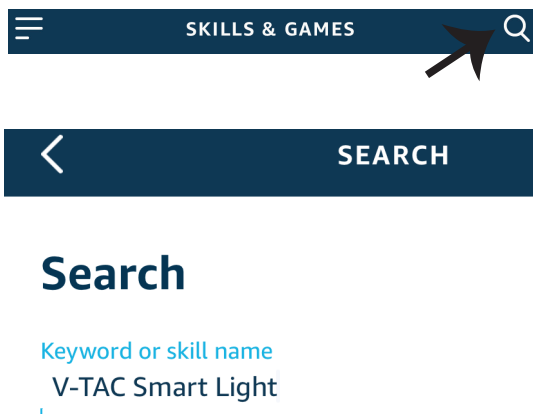 SKILLS & GAMES
SEARCH
Search
Keyword or skill name
V-TAC Smart Light